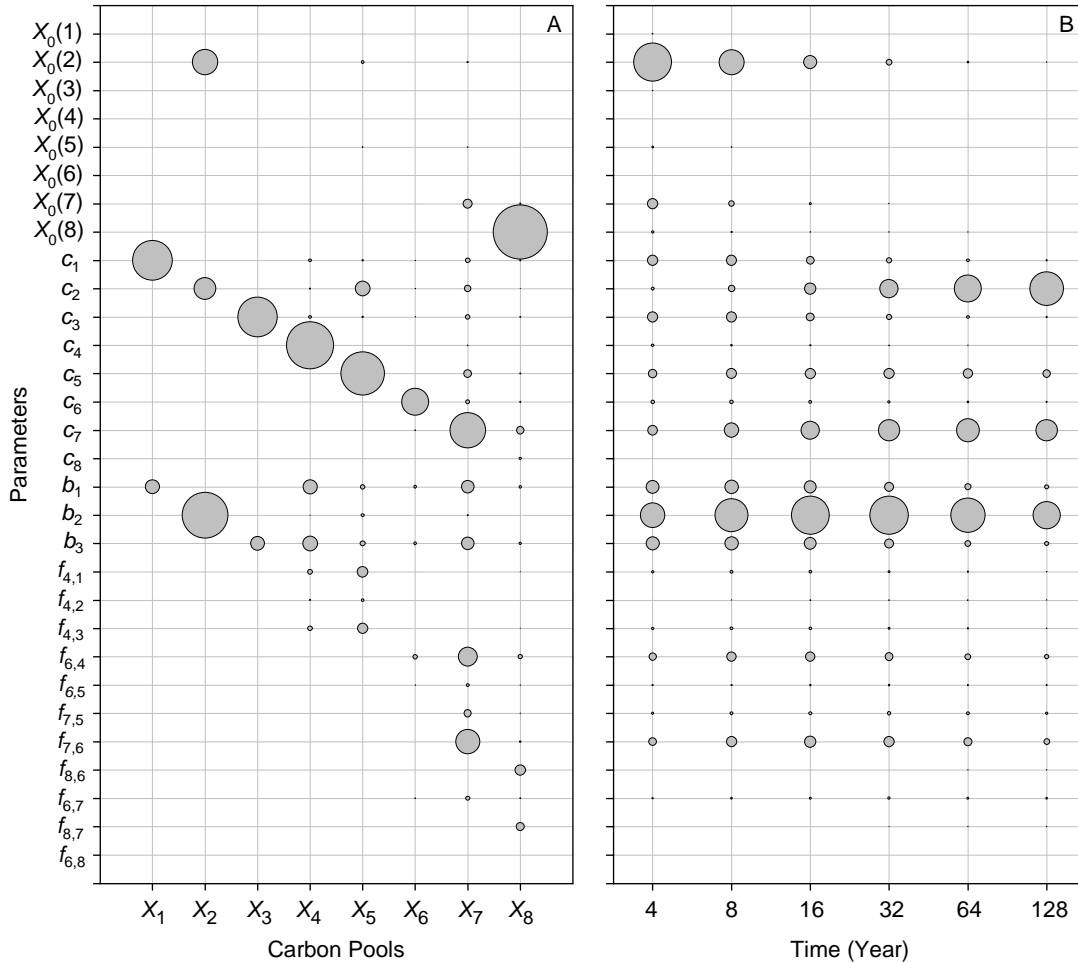 A
B
X0(1)
X0(2)
X0(3)
X0(4)
X0(5)
X0(6)
X0(7)
X0(8)
c1
c2
c3
c4
c5
c6
c7
c8
b1
b2
b3
f4,1
f4,2
f4,3
f6,4
f6,5
f7,5
f7,6
f8,6
f6,7
f8,7
f6,8
Parameters
X1 X2 X3 X4 X5 X6 X7 X8
Carbon Pools
4 8 16 32 64 128
Time (Year)